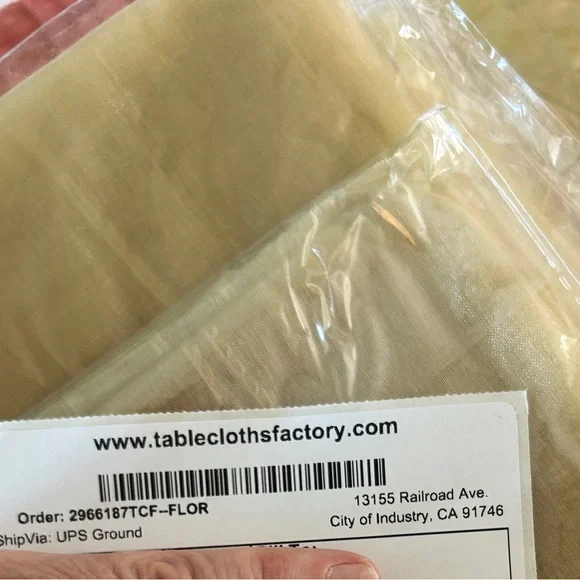 www.tableclothsfactory.com
Order: 2966187TCF--FLOR
13155 Railroad Ave.
City of Industry, CA 91746
ShipVia: UPS Ground